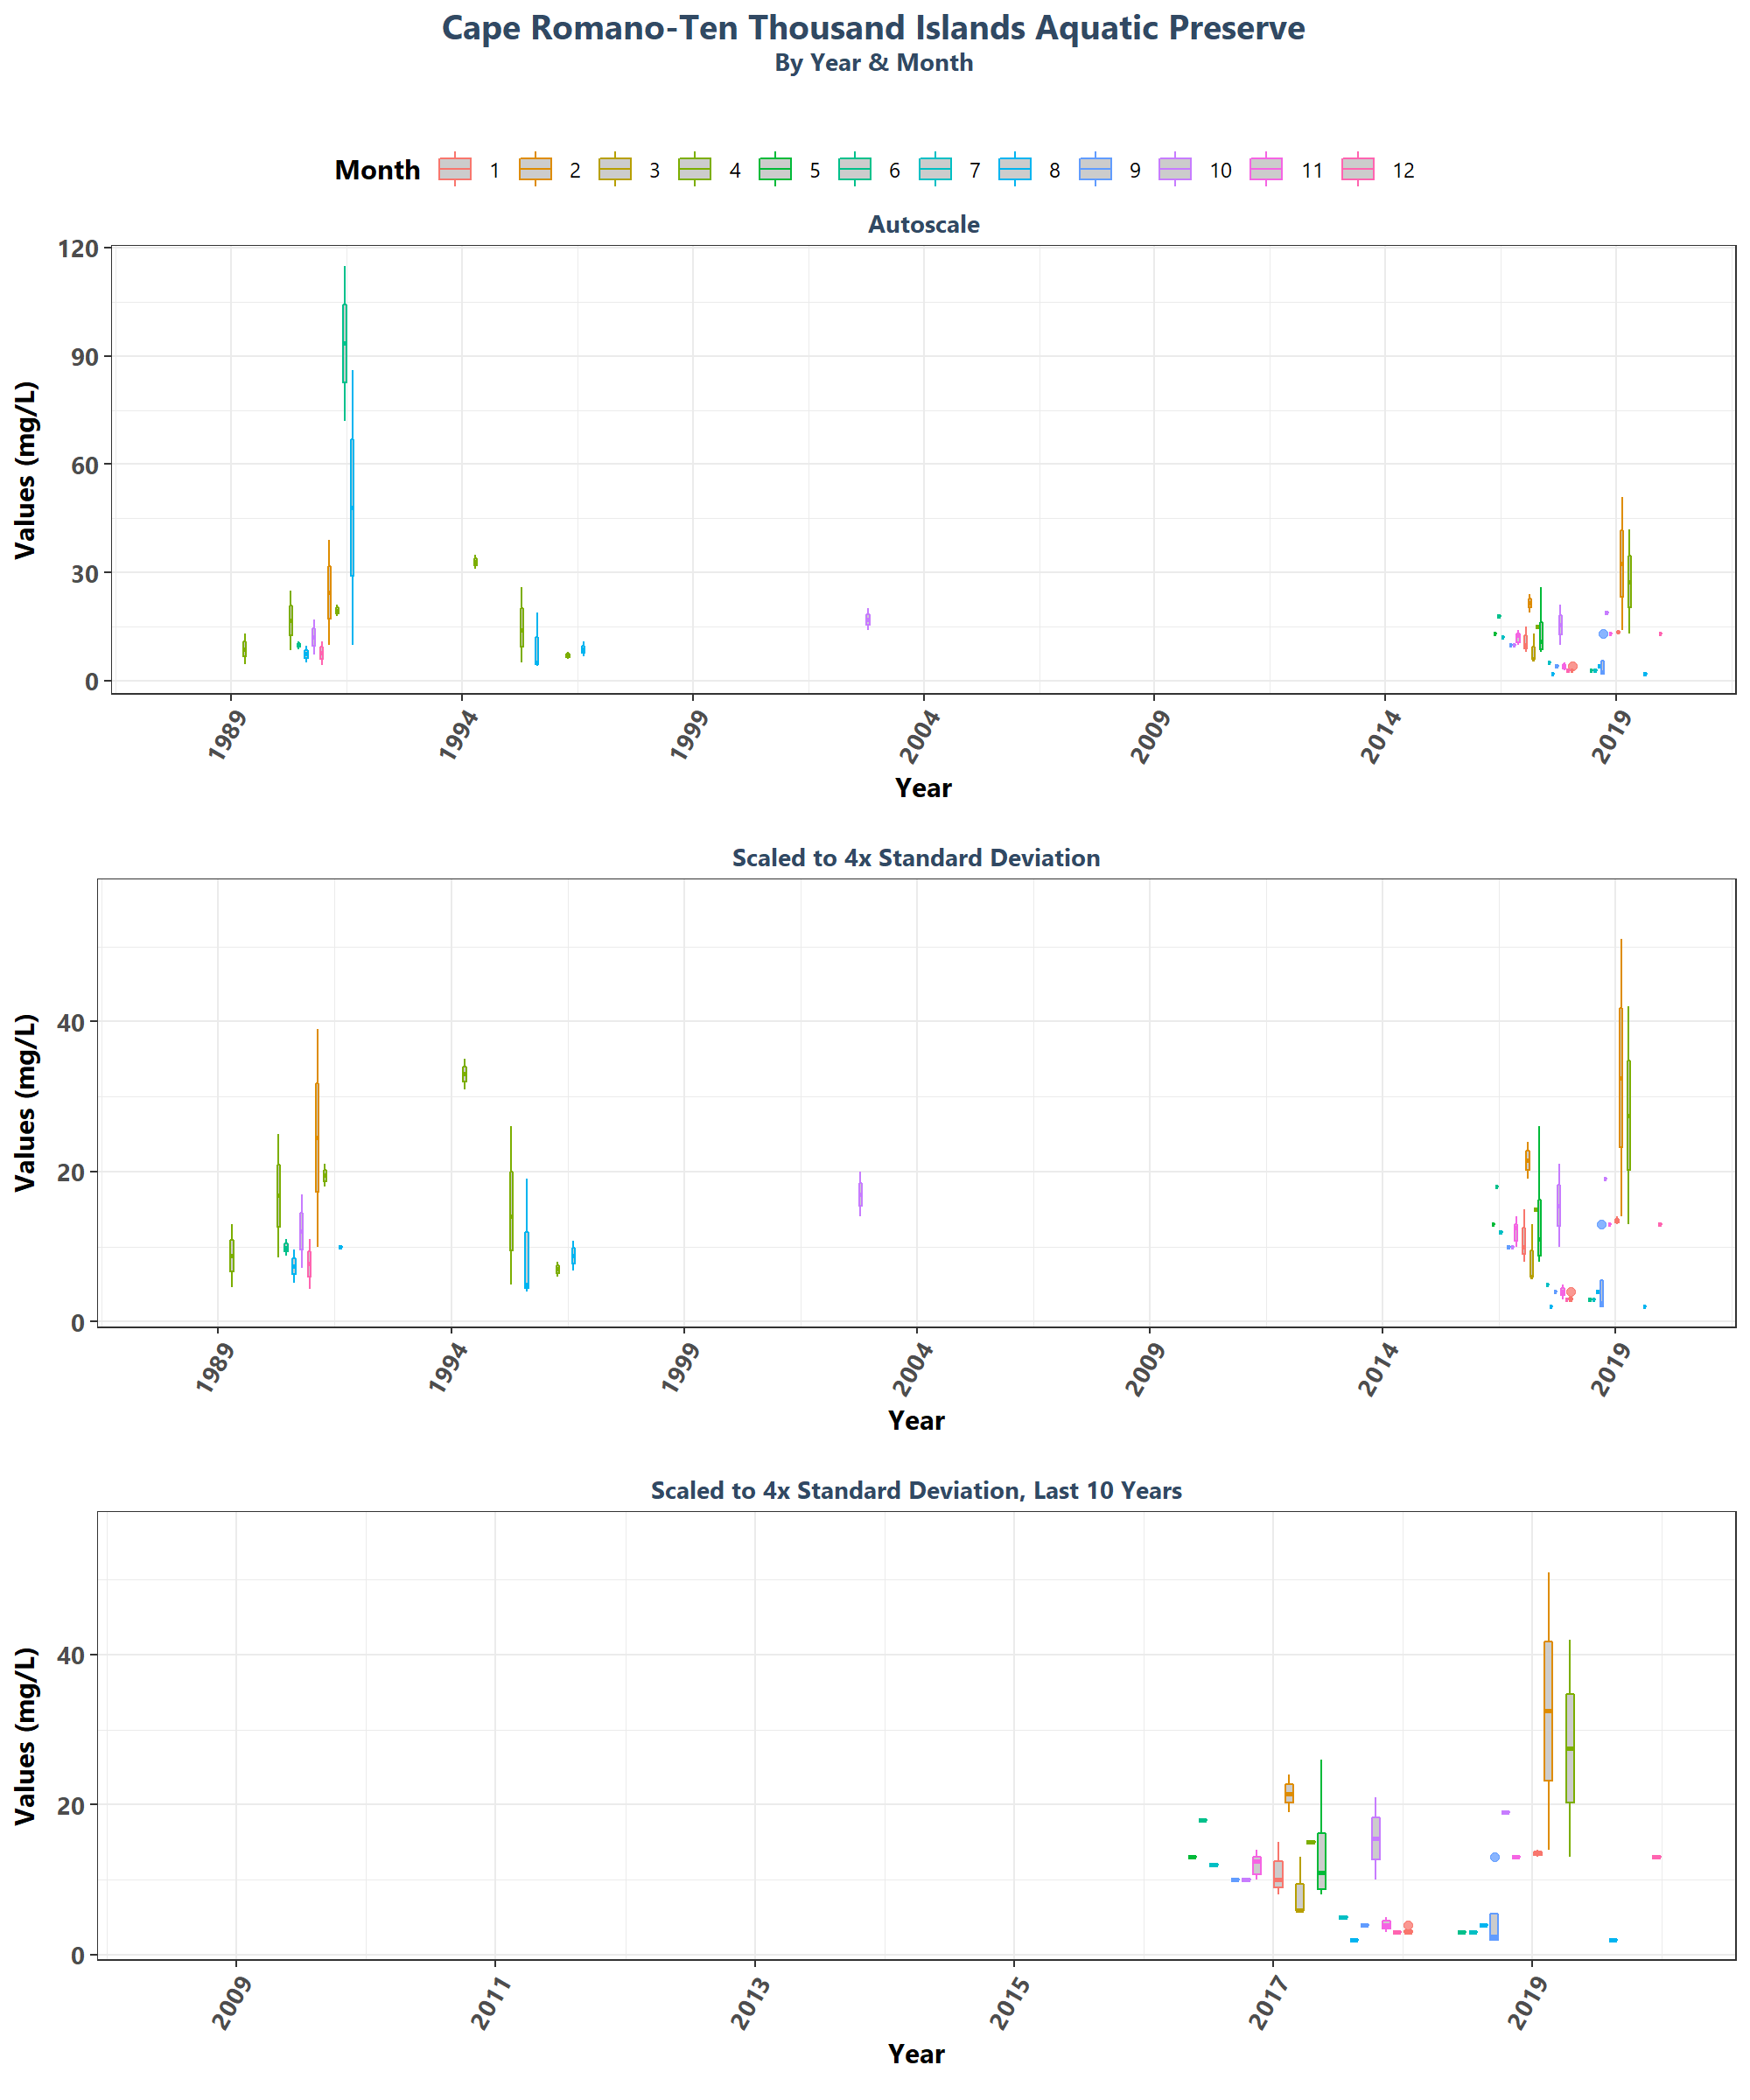 Cape Romano-Ten Thousand Islands Aquatic Preserve
By Year & Month
Month 1 2 3 4 5 6 7 8 9 10 11 12
Autoscale
Values (mg/L)
120
90
60
30
0
1989 1994 1999 2004 2009 2014 2019
Year
Scaled to 4x Standard Deviation
Values (mg/L)
40
20
0
1989 1994 1999 2004 2009 2014 2019
Year
Scaled to 4x Standard Deviation, Last 10 Years
Values (mg/L)
40
20
0
2009 2011 2013 2015 2017 2019
Year